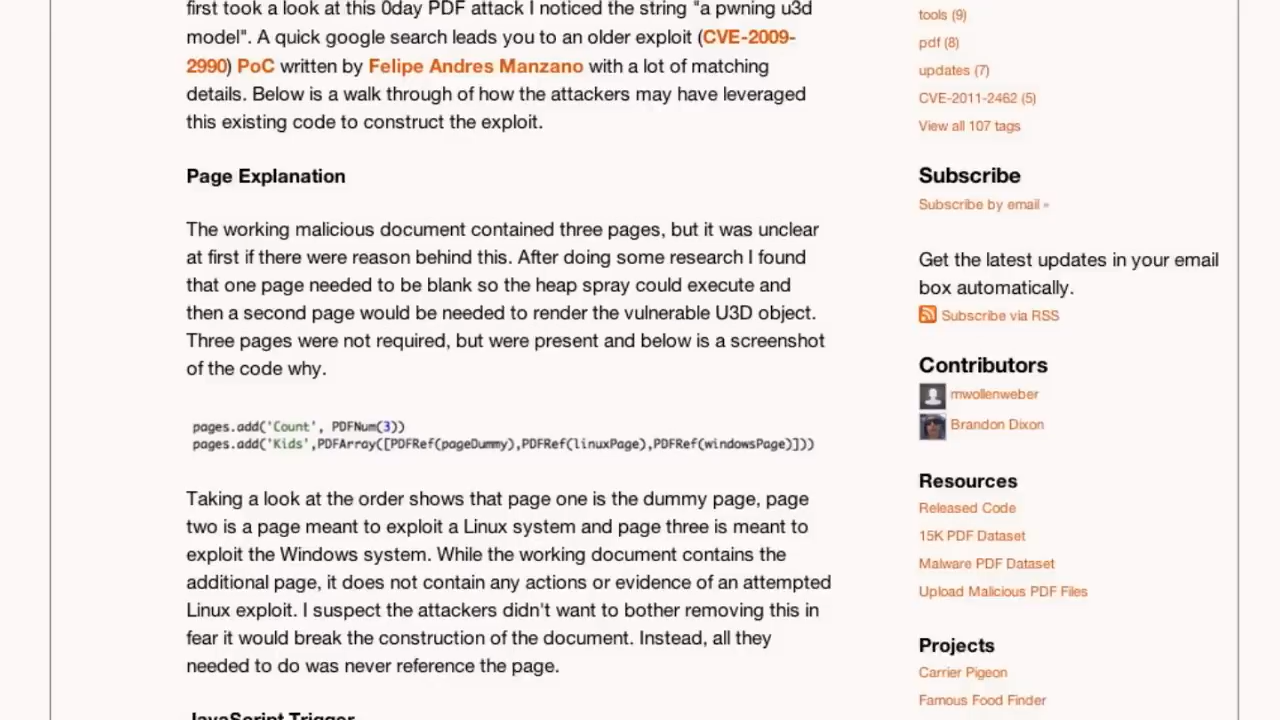 first took a look at this 0day PDF attack I noticed the string "a pwning u3d
model". A quick google search leads you to an older exploit (CVE-2009-
2990) PoC written by Felipe Andres Manzano with a lot of matching
details. Below is a walk through of how the attackers may have leveraged
this existing code to construct the exploit.
Page Explanation
The working malicious document contained three pages, but it was unclear
at first if there were reason behind this. After doing some research I found
that one page needed to be blank so the heap spray could execute and
then a second page would be needed to render the vulnerable U3D object.
Three pages were not required, but were present and below is a screenshot
of the code why.
pages.add('Count', PDFNum(3))
pages.add('Kids',PDFArray([PDFRef(pageDummy),PDFRef(linuxPage),PDFRef(windowsPage)]))
Taking a look at the order shows that page one is the dummy page, page
two is a page meant to exploit a Linux system and page three is meant to
exploit the Windows system. While the working document contains the
additional page, it does not contain any actions or evidence of an attempted
Linux exploit. I suspect the attackers didn't want to bother removing this in
fear it would break the construction of the document. Instead, all they
needed to do was never reference the page.
JavaScript Trigger
tools (9)
pdf (8)
updates (7)
CVE-2011-2462 (5)
View all 107 tags
Subscribe
Subscribe by email »
Get the latest updates in your email
box automatically.
Subscribe via RSS
Contributors
mwollenweber
Brandon Dixon
Resources
Released Code
15K PDF Dataset
Malware PDF Dataset
Upload Malicious PDF Files
Projects
Carrier Pigeon
Famous Food Finder